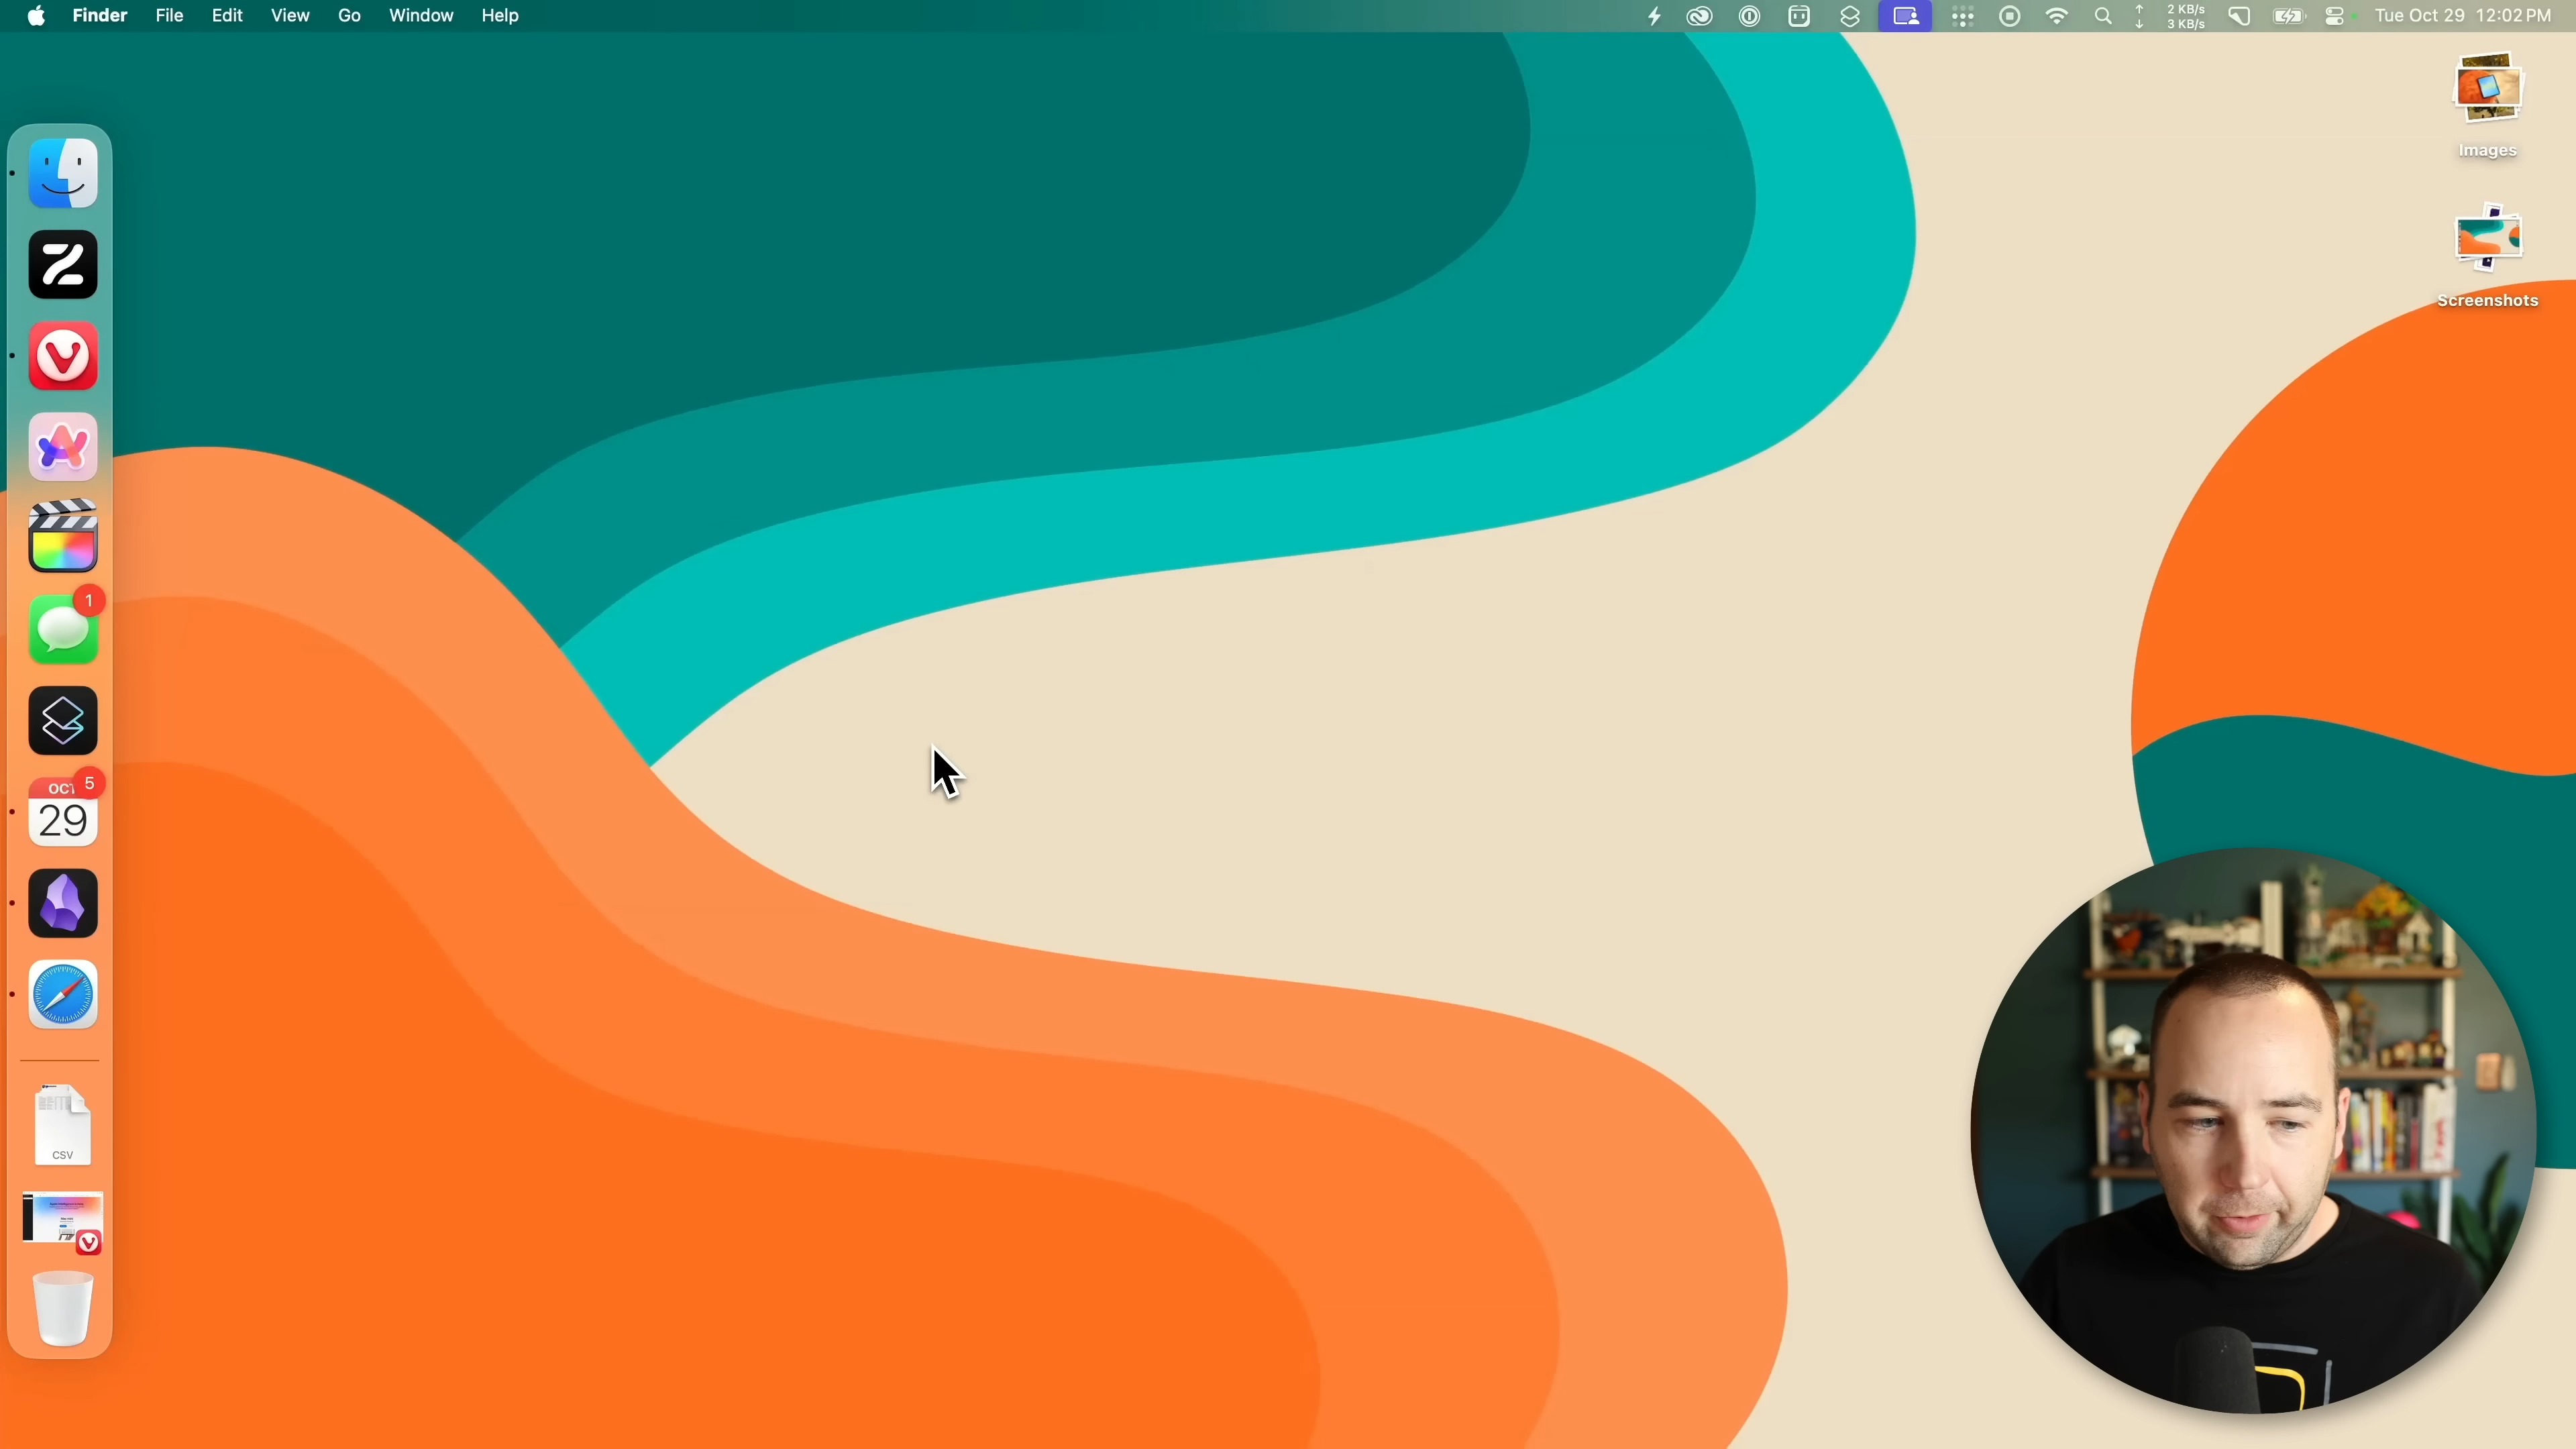 Finder File Edit View Go Window Help
2 KB/s
3 KB/s
Tue Oct 29 12:02 PM
Images
Screenshots
1
OCT
5
29
CSV